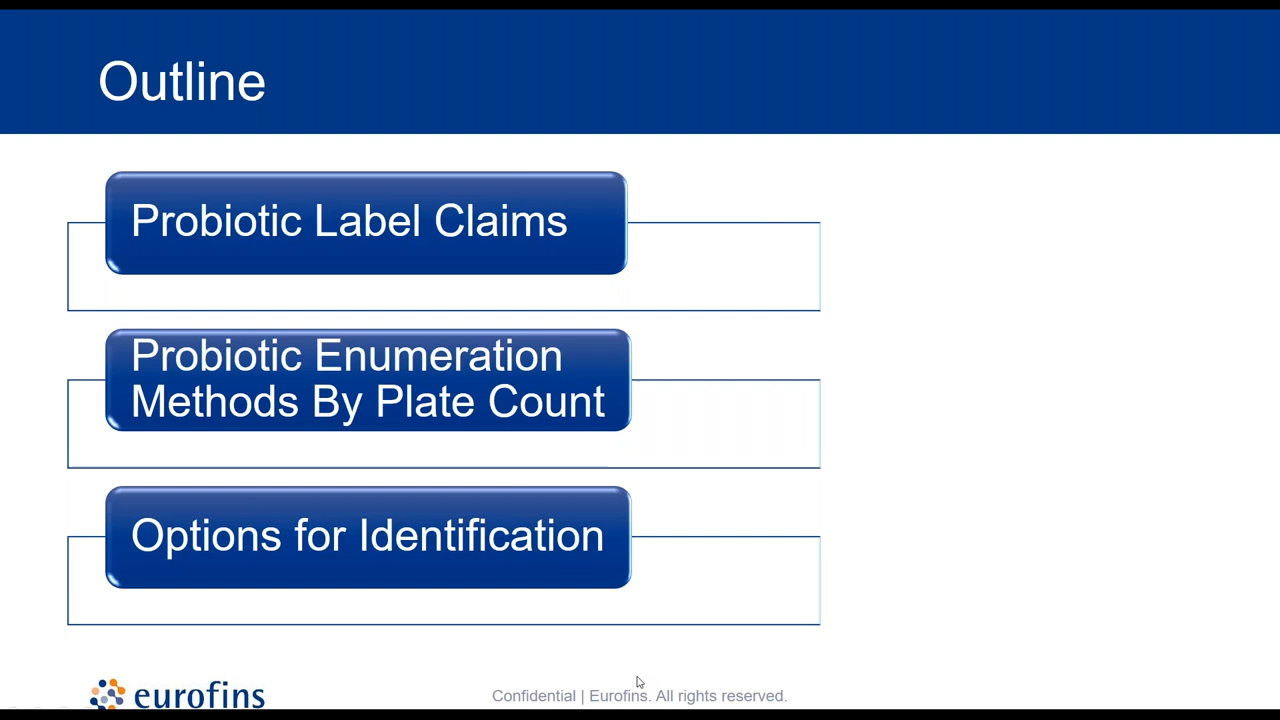 Outline
Probiotic Label Claims
Probiotic Enumeration
Methods By Plate Count
Options for Identification
eurofins
Confidential | Eurofins. All rights reserved.